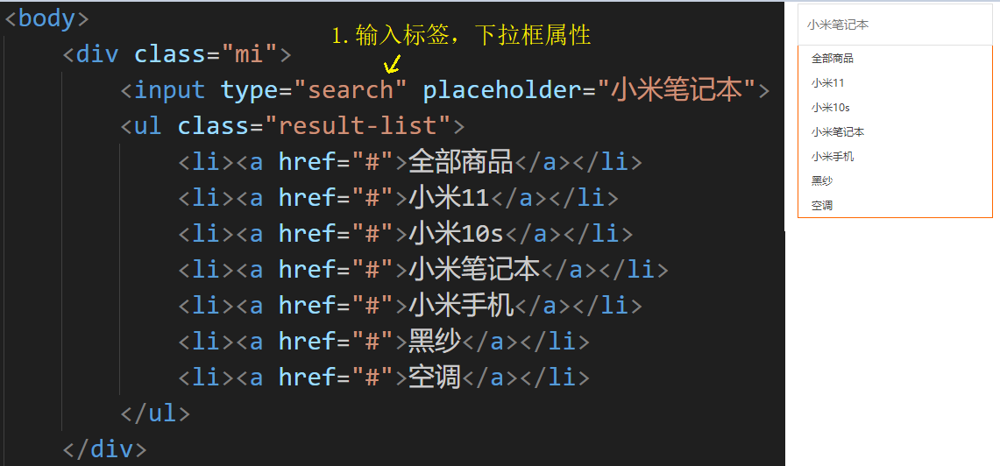 <body>
<div class="mi">
1.输入标签，下拉框属性
<input type="search" placeholder="小米笔记本">
<ul class="result-list">
<li><a href="#">全部商品</a></li>
<li><a href="#">小米11</a></li>
<li><a href="#">小米10s</a></li>
<li><a href="#">小米笔记本</a></li>
<li><a href="#">小米手机</a></li>
<li><a href="#">黑纱</a></li>
<li><a href="#">空调</a></li>
</ul>
</div>
小米笔记本
全部商品
小米11
小米10s
小米笔记本
小米手机
黑纱
空调